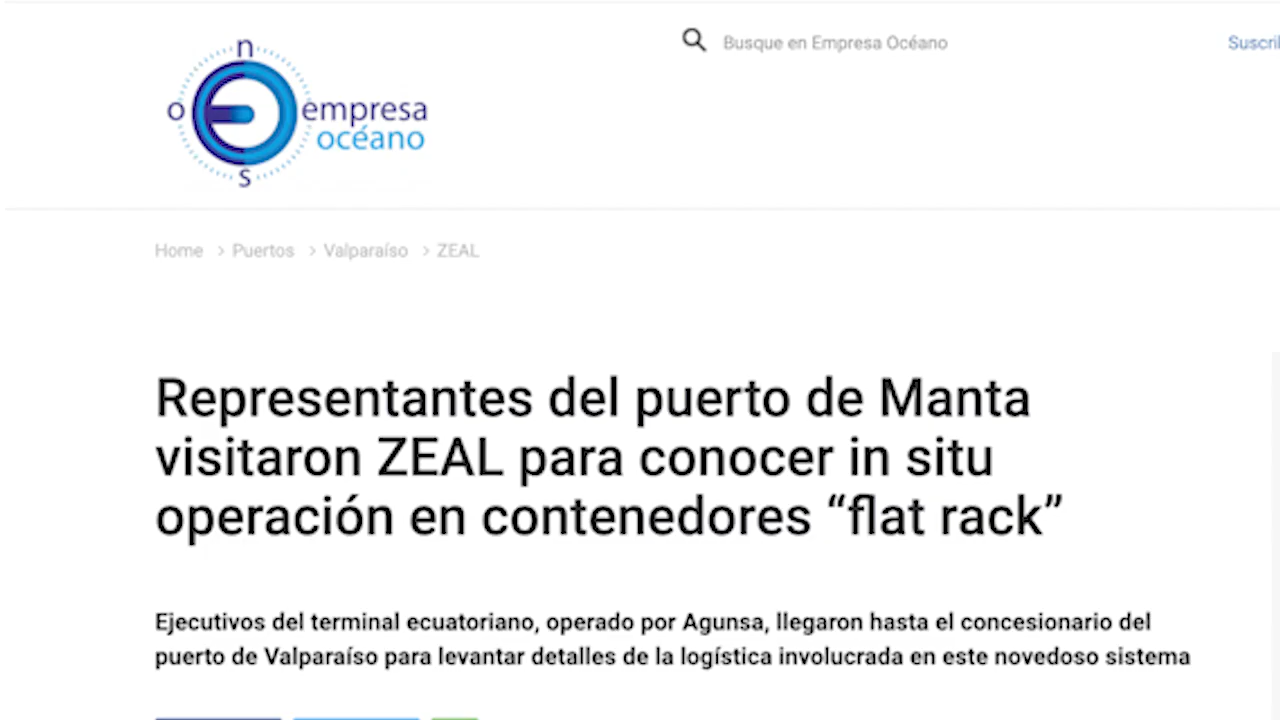 n
o
empresa
océano
s
Busque en Empresa Océano
Home > Puertos > Valparaíso > ZEAL
Representantes del puerto de Manta
visitaron ZEAL para conocer in situ
operación en contenedores “flat rack”
Ejecutivos del terminal ecuatoriano, operado por Agunsa, llegaron hasta el concesionario del
puerto de Valparaíso para levantar detalles de la logística involucrada en este novedoso sistema